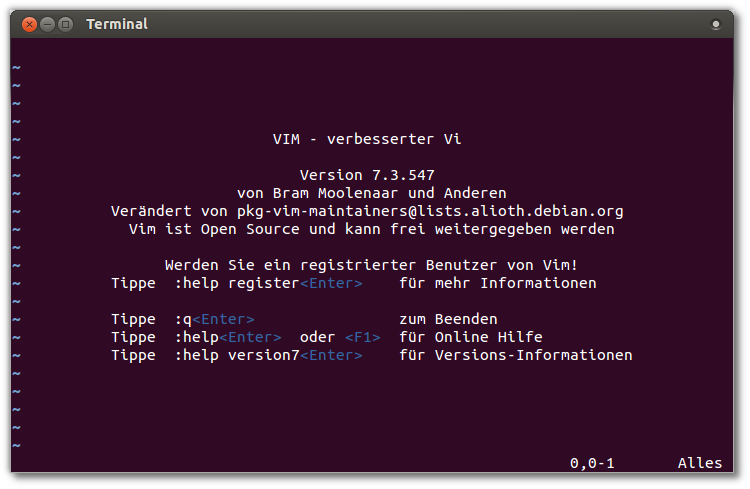 Terminal
~
~
~
~
~ VIM - verbesserter Vi
~
~ Version 7.3.547
~ von Bram Moolenaar und Anderen
~ Verändert von pkg-vim-maintainers@lists.alioth.debian.org
~ Vim ist Open Source und kann frei weitergegeben werden
~
~ Werden Sie ein registrierter Benutzer von Vim!
~ Tippe :help register<Enter> für mehr Informationen
~
~ Tippe :q<Enter> zum Beenden
~ Tippe :help<Enter> oder <F1> für Online Hilfe
~ Tippe :help version7<Enter> für Versions-Informationen
~
~
~
~
~
0,0-1 Alles